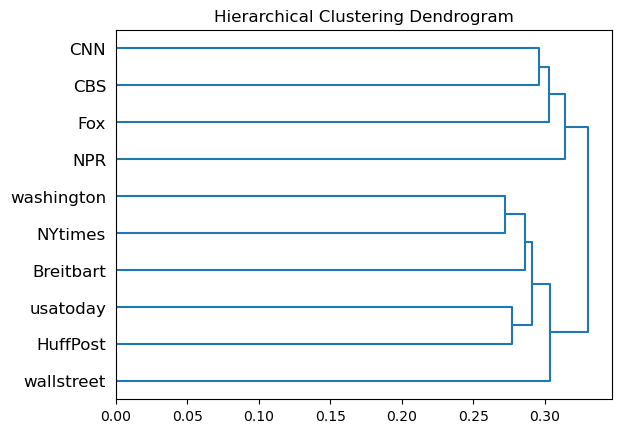 Hierarchical Clustering Dendrogram
CNN
CBS
Fox
NPR
washington
NYtimes
Breitbart
usatoday
HuffPost
wallstreet
0.00 0.05 0.10 0.15 0.20 0.25 0.30